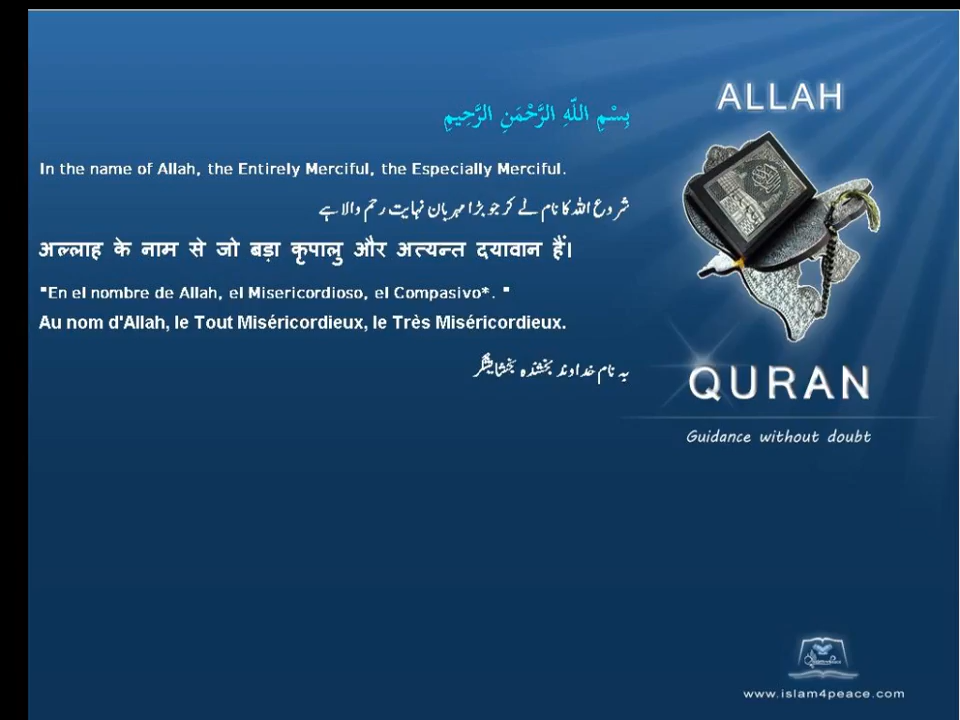 بِسْمِ اللّهِ الرَّحْمَنِ الرَّحِيمِ
In the name of Allah, the Entirely Merciful, the Especially Merciful.
شروع اللہ کا نام لے کر جو بڑا مہربان نہایت رحم والا ہے
अल्लाह के नाम से जो बड़ा कृपालु और अत्यन्त दयावान हैं।
"En el nombre de Allah, el Misericordioso, el Compasivo*. "
Au nom d'Allah, le Tout Miséricordieux, le Très Miséricordieux.
به نام خداوند بخشنده بخشایشگر
ALLAH
QURAN
Guidance without doubt
www.islam4peace.com